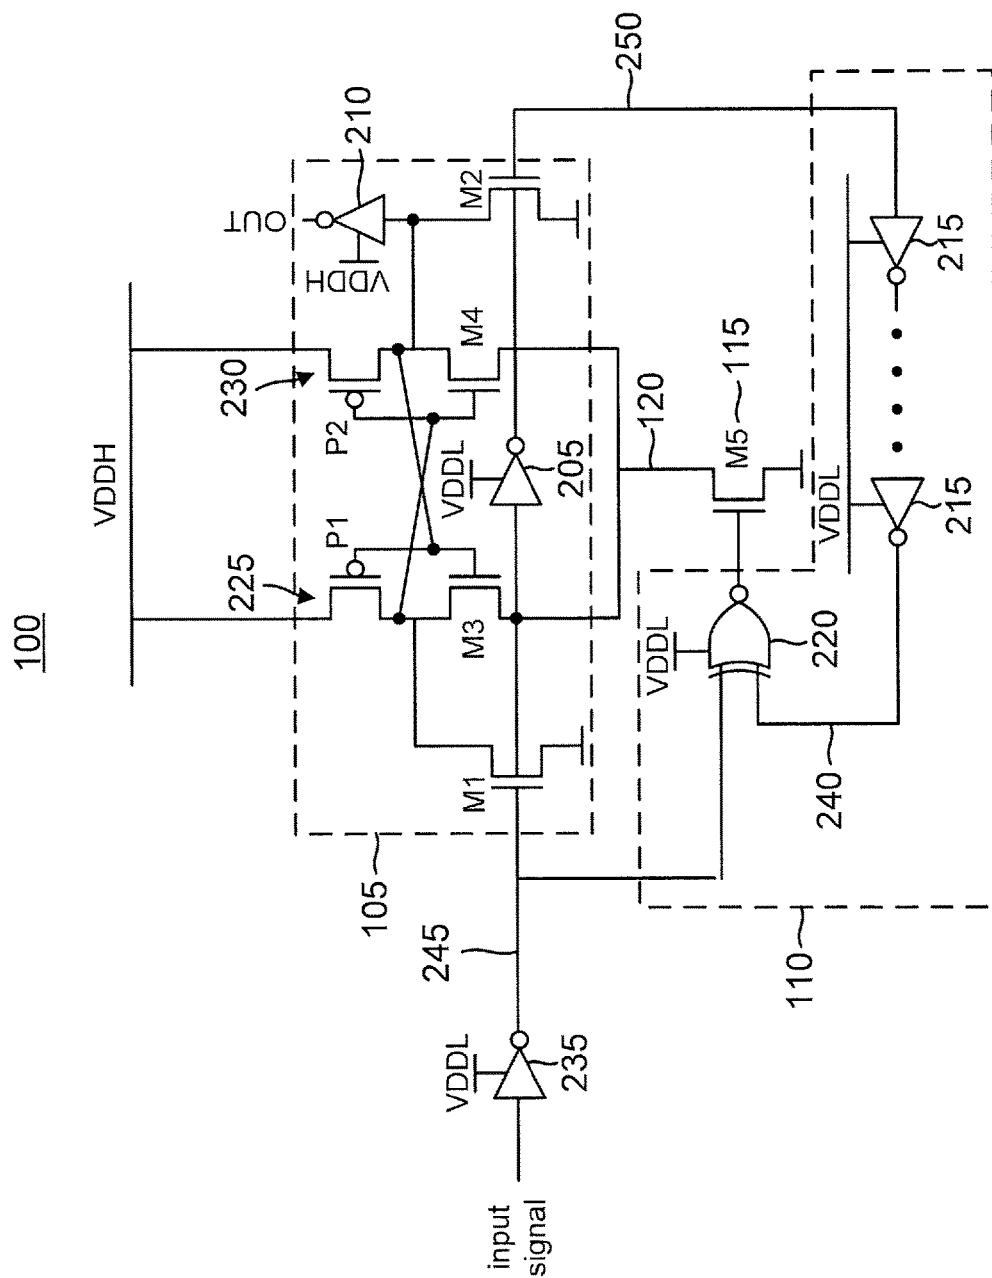 100
VDDH
225
230
P1
P2
M3
M4
VDDL
205
VDDH
OUT
210
M1
M2
105
245
VDDL
235
input
signal
250
120
M5
115
VDDL
220
240
110
VDDL
215
215